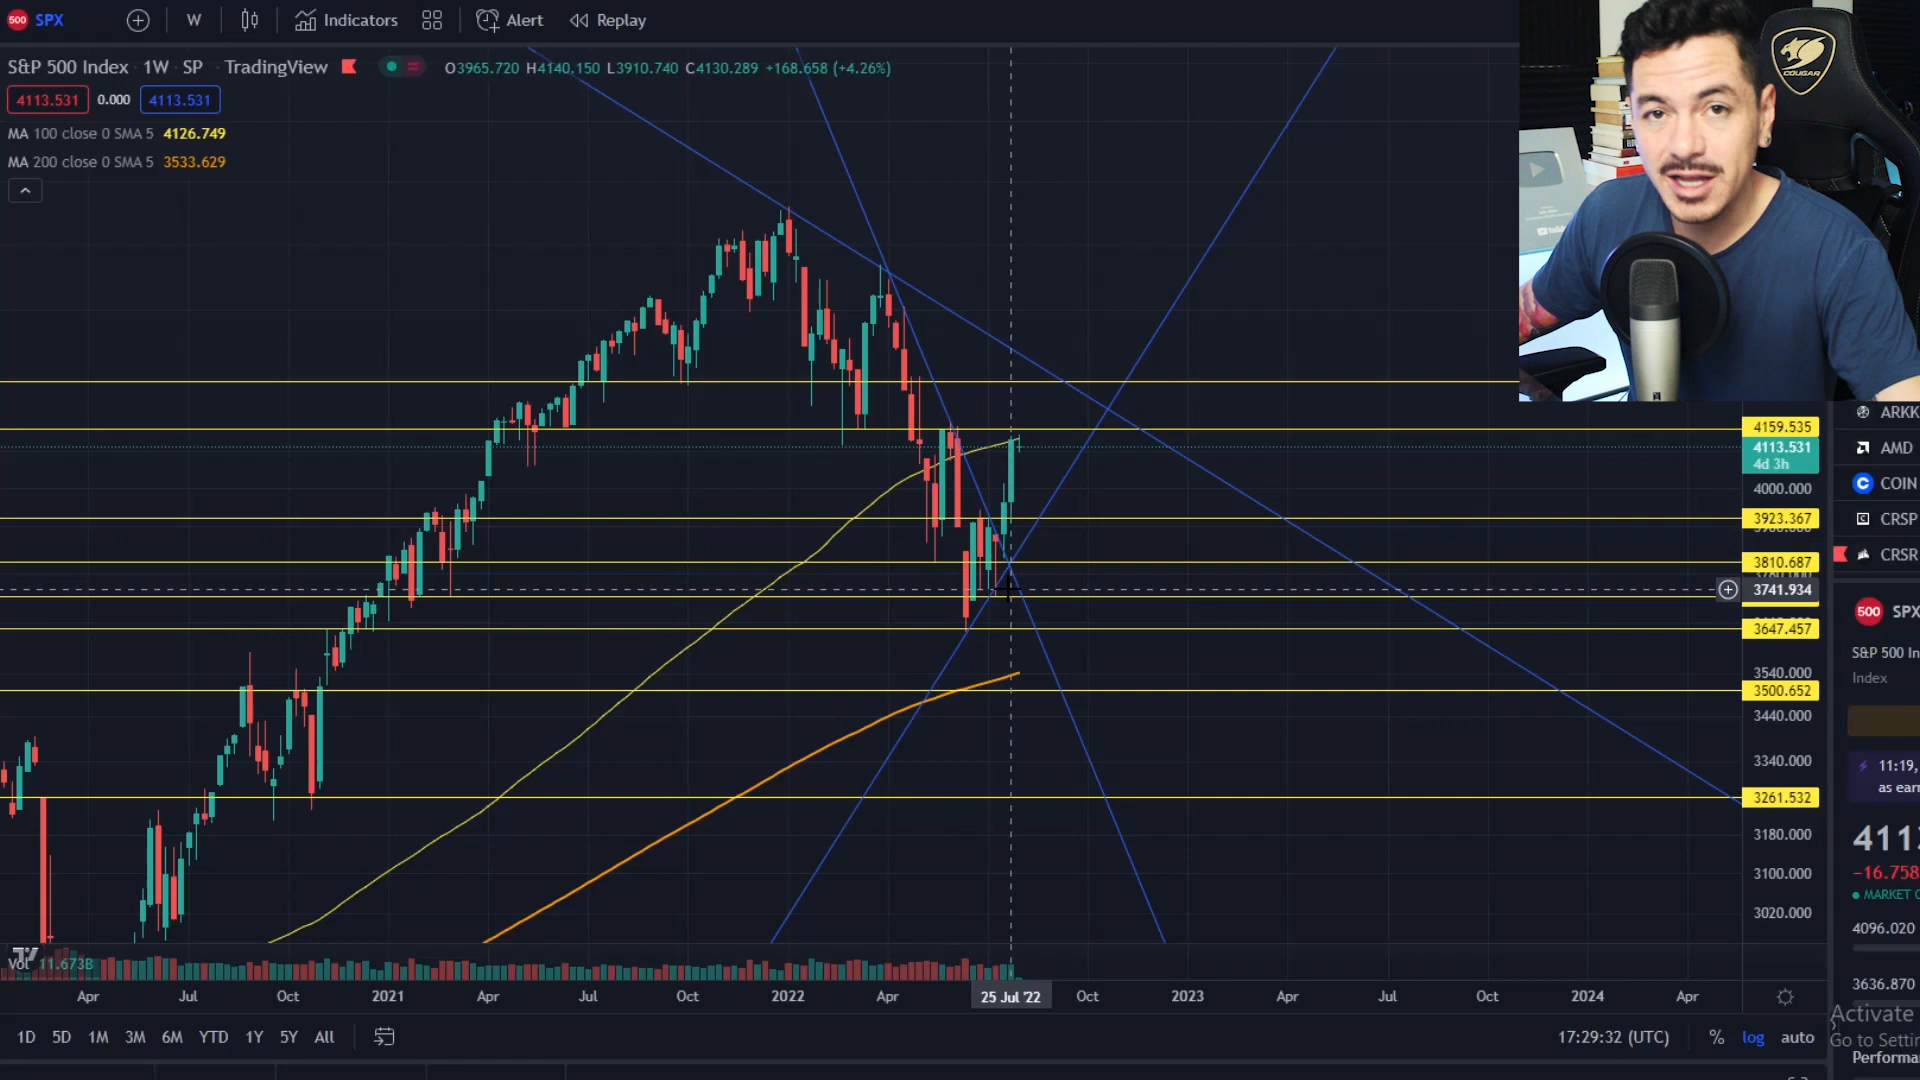 500 SPX W Indicators Alert Replay
S&P 500 Index · 1W · SP · TradingView O3965.720 H4140.150 L3910.740 C4130.289 +168.658 (+4.26%)
4113.531 0.000 4113.531
MA 100 close 0 SMA 5 4126.749
MA 200 close 0 SMA 5 3533.629
COUGAR
4159.535
4113.531
4d 3h
4000.000
3923.367
3810.687
3741.934
3647.457
3540.000
3500.652
3440.000
3340.000
3261.532
3180.000
3100.000
3020.000
ARKK
AMD
COIN
CRSP
CRSR
500 SPX
S&P 500 In
Index
11:19,
as earn
4113
−16.758
MARKET C
4096.020
3636.870
Activate
Go to Settin
Performa
Vol 11.673B
Apr Jul Oct 2021 Apr Jul Oct 2022 Apr 25 Jul '22 Oct 2023 Apr Jul Oct 2024 Apr
1D 5D 1M 3M 6M YTD 1Y 5Y All 17:29:32 (UTC) % log auto